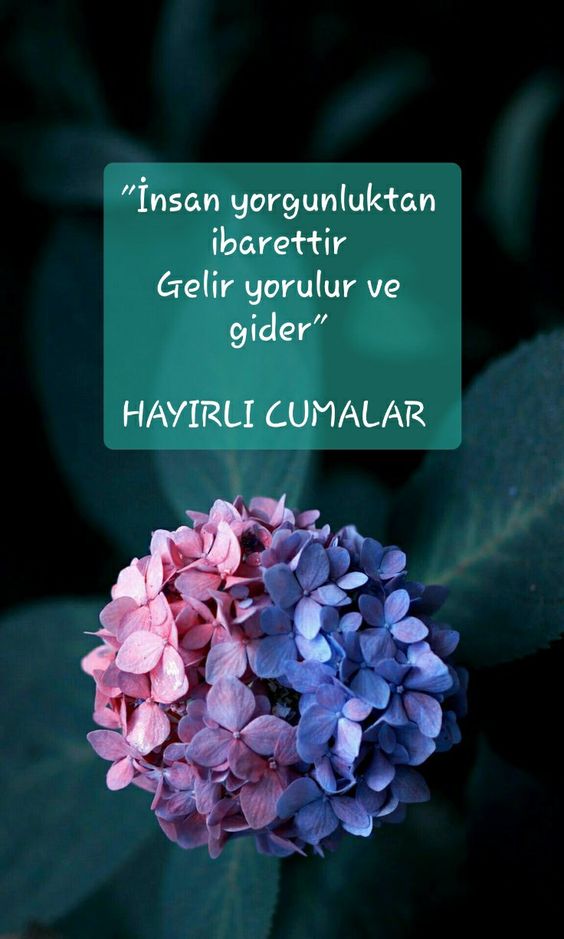 "İnsan yorgunluktan
ibarettir
Gelir yorulur ve
gider"
HAYIRLI CUMALAR